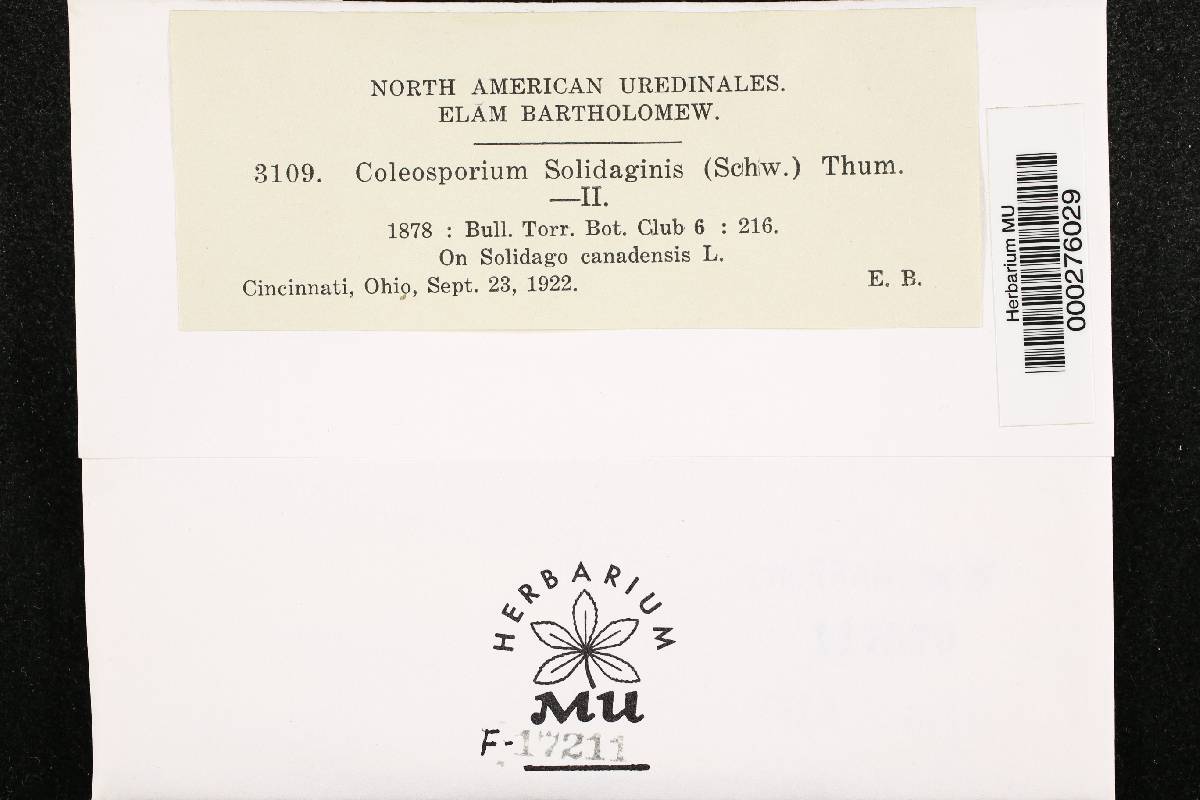 NORTH AMERICAN UREDINALES.
ELAM BARTHOLOMEW.
3109. Coleosporium Solidaginis (Schw.) Thum.
—II.
1878 : Bull. Torr. Bot. Club 6 : 216.
On Solidago canadensis L.
Cincinnati, Ohio, Sept. 23, 1922. E. B.
Herbarium MU
000276029
HERBARIUM
MU
F-17211